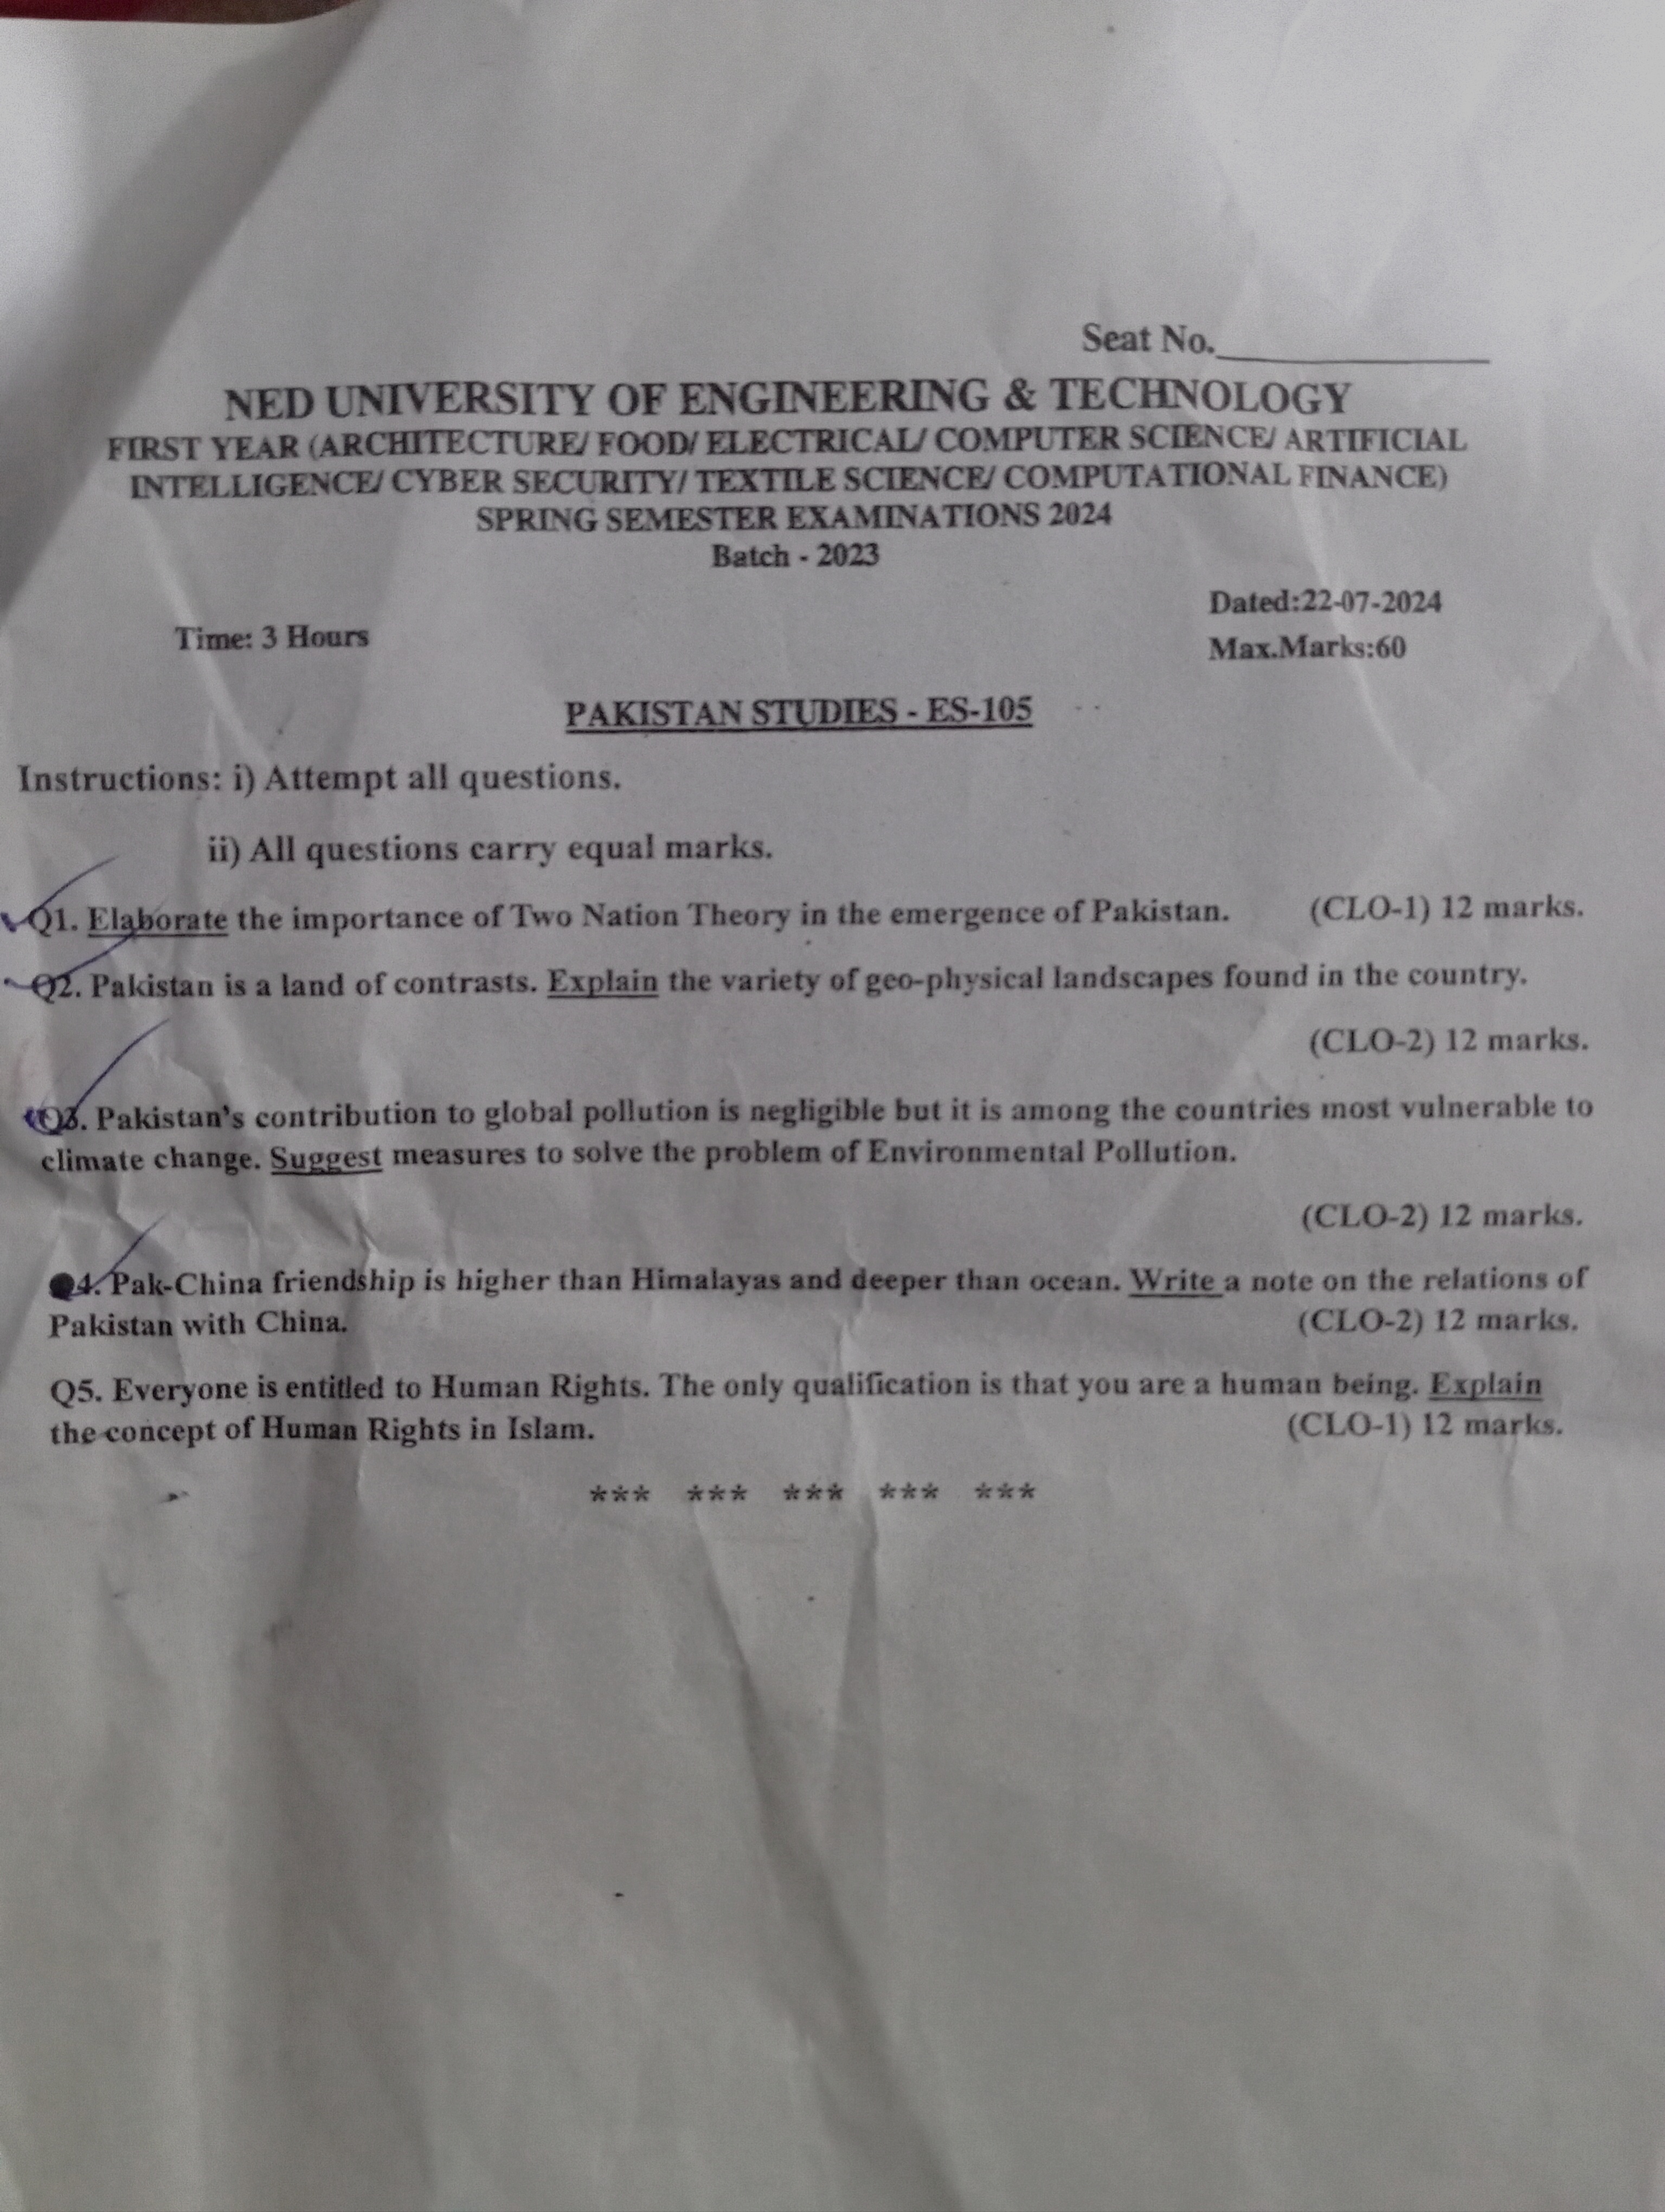 Seat No.
NED UNIVERSITY OF ENGINEERING & TECHNOLOGY
FIRST YEAR (ARCHITECTURE/ FOOD/ ELECTRICAL/ COMPUTER SCIENCE/ ARTIFICIAL
INTELLIGENCE/ CYBER SECURITY/ TEXTILE SCIENCE/ COMPUTATIONAL FINANCE)
SPRING SEMESTER EXAMINATIONS 2024
Batch - 2023
Dated:22-07-2024
Time: 3 Hours
Max.Marks:60
PAKISTAN STUDIES - ES-105
Instructions: i) Attempt all questions.
ii) All questions carry equal marks.
Q1. Elaborate the importance of Two Nation Theory in the emergence of Pakistan. (CLO-1) 12 marks.
Q2. Pakistan is a land of contrasts. Explain the variety of geo-physical landscapes found in the country.
(CLO-2) 12 marks.
Q3. Pakistan's contribution to global pollution is negligible but it is among the countries most vulnerable to
climate change. Suggest measures to solve the problem of Environmental Pollution.
(CLO-2) 12 marks.
Q4. Pak-China friendship is higher than Himalayas and deeper than ocean. Write a note on the relations of
Pakistan with China. (CLO-2) 12 marks.
Q5. Everyone is entitled to Human Rights. The only qualification is that you are a human being. Explain
the concept of Human Rights in Islam. (CLO-1) 12 marks.
*** *** *** *** ***